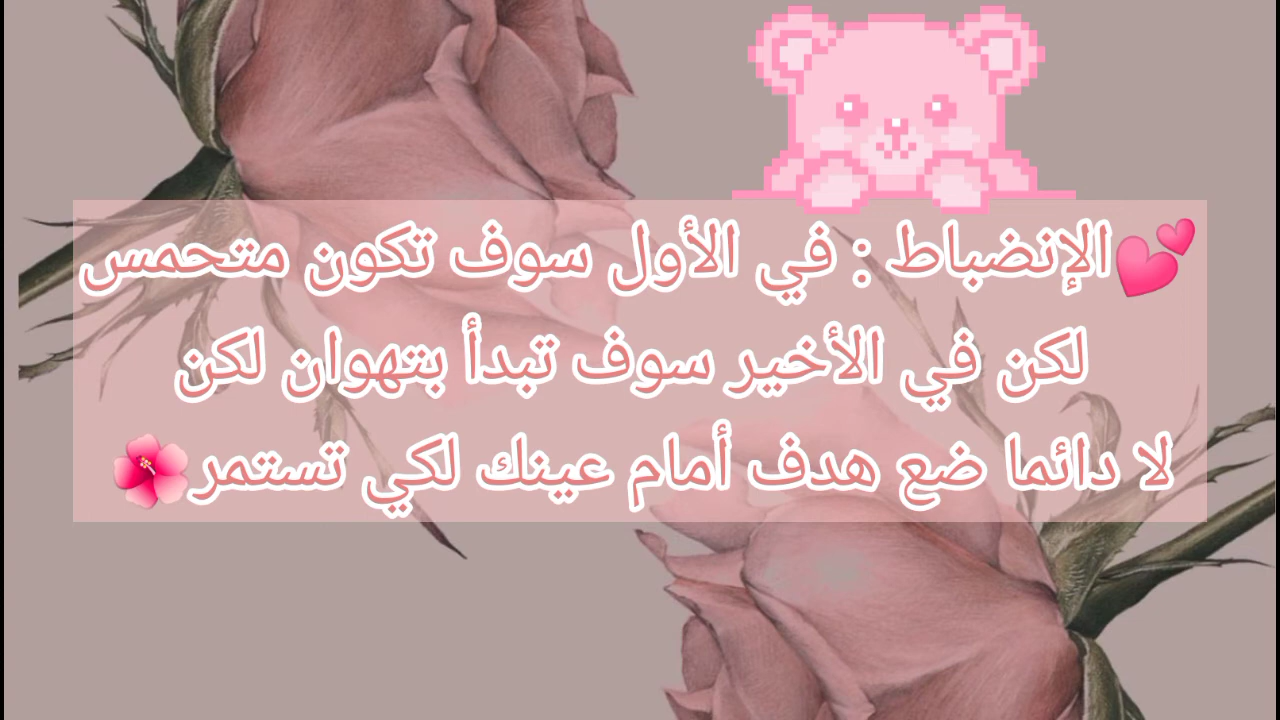 💕الإنضباط : في الأول سوف تكون متحمس
لكن في الأخير سوف تبدأ بتهوان لكن
لا دائما ضع هدف أمام عينك لكي تستمر🌺